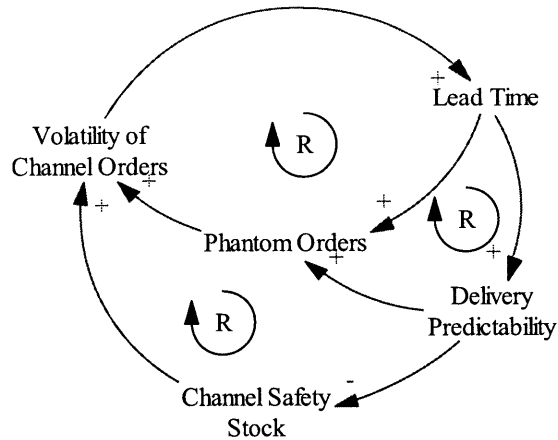 +
Lead Time
Volatility of
Channel Orders
R
+
+
+
R
Phantom Orders
+
+
Delivery
Predictability
R
-
Channel Safety
Stock